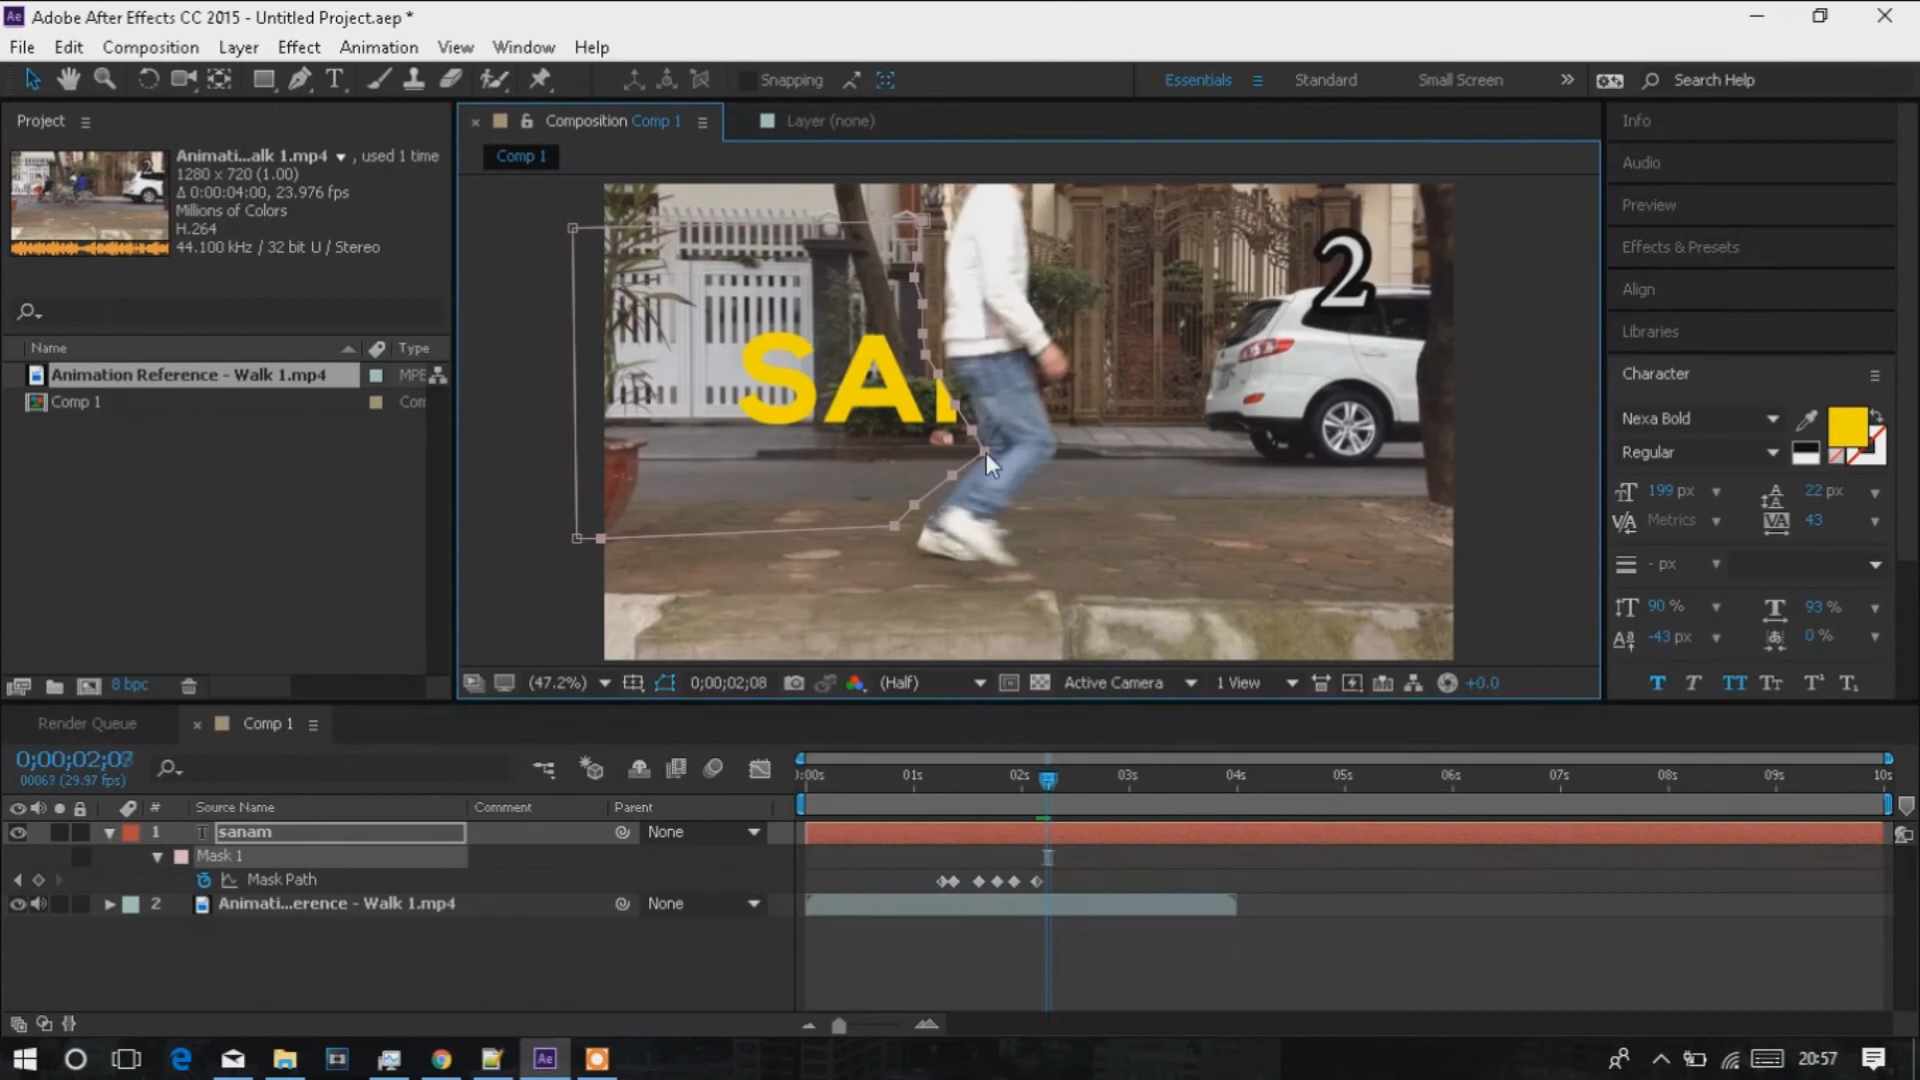 Adobe After Effects CC 2015 - Untitled Project.aep *
File Edit Composition Layer Effect Animation View Window Help
Snapping Essentials Standard Small Screen Search Help
Project
Animati...alk 1.mp4 , used 1 time
1280 x 720 (1.00)
Δ 0:00:04:00, 23.976 fps
Millions of Colors
H.264
44.100 kHz / 32 bit U / Stereo
Name Type
Animation Reference - Walk 1.mp4 MPE
Comp 1 Con
8 bpc
Composition Comp 1
Layer (none)
Comp 1
2
SA
(47.2%) 0;00;02;08 (Half) Active Camera 1 View +0.0
Info
Audio
Preview
Effects & Presets
Align
Libraries
Character
Nexa Bold
Regular
199 px 22 px
Metrics 43
- px
90 % 93 %
-43 px 0 %
Render Queue
Comp 1
00063 (29.97 fps)
):00s 01s 02s 03s 04s 05s 06s 07s 08s 09s 10s
# Source Name Comment Parent
1 sanam None
Mask 1
Mask Path
2 Animati...erence - Walk 1.mp4 None
Ae
20:57